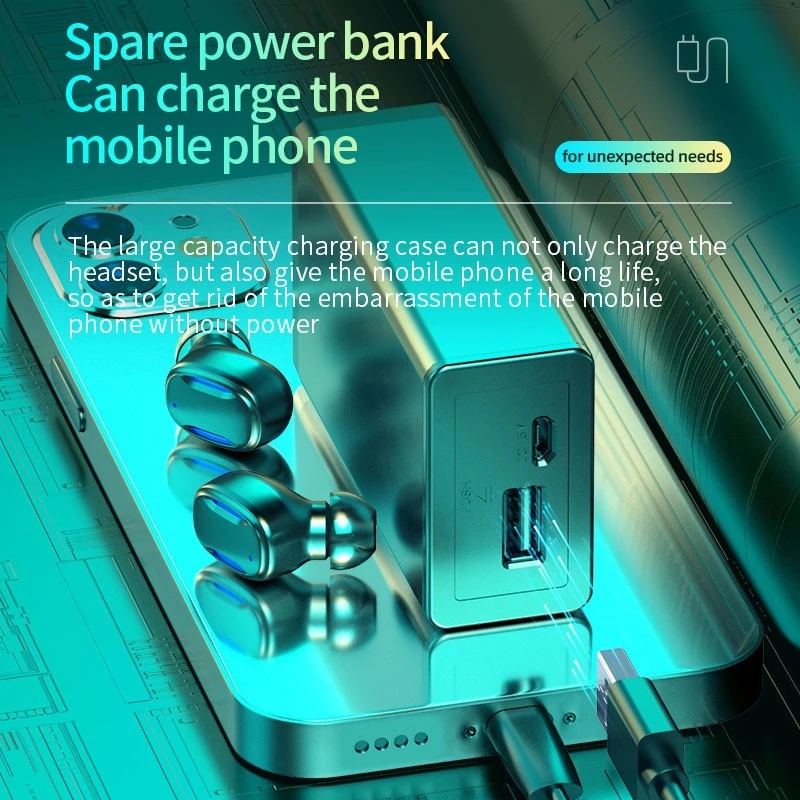 Spare power bank
Can charge the
mobile phone
for unexpected needs
The large capacity charging case can not only charge the
headset, but also give the mobile phone a long life,
so as to get rid of the embarrassment of the mobile
phone without power
PUSH